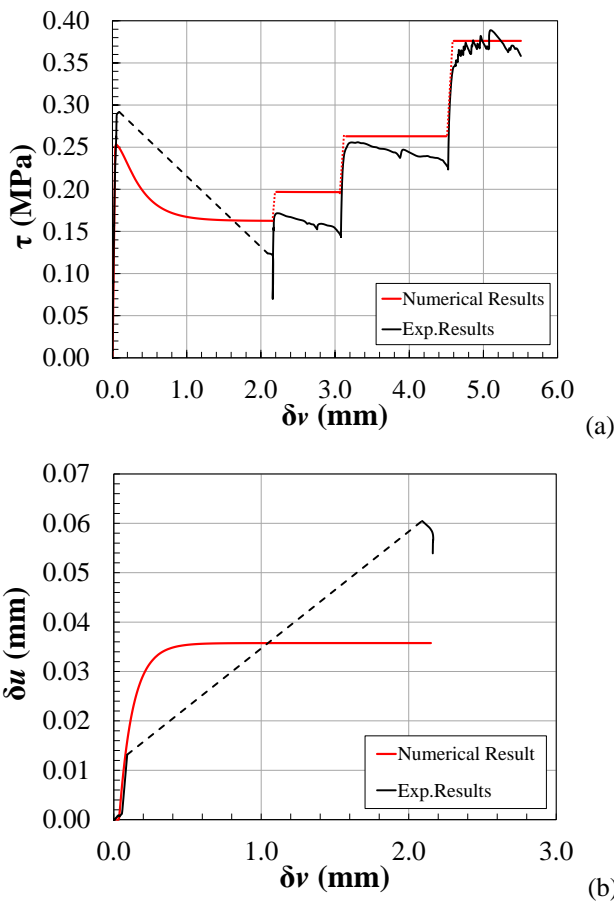 0.40
0.35
0.30
0.25
0.20
0.15
0.10
0.05
0.00
τ (MPa)
Numerical Results
Exp.Results
0.0 1.0 2.0 3.0 4.0 5.0 6.0
δv (mm)
(a)
0.07
0.06
0.05
0.04
0.03
0.02
0.01
0.00
δu (mm)
Numerical Result
Exp.Results
0.0 1.0 2.0 3.0
δv (mm)
(b)